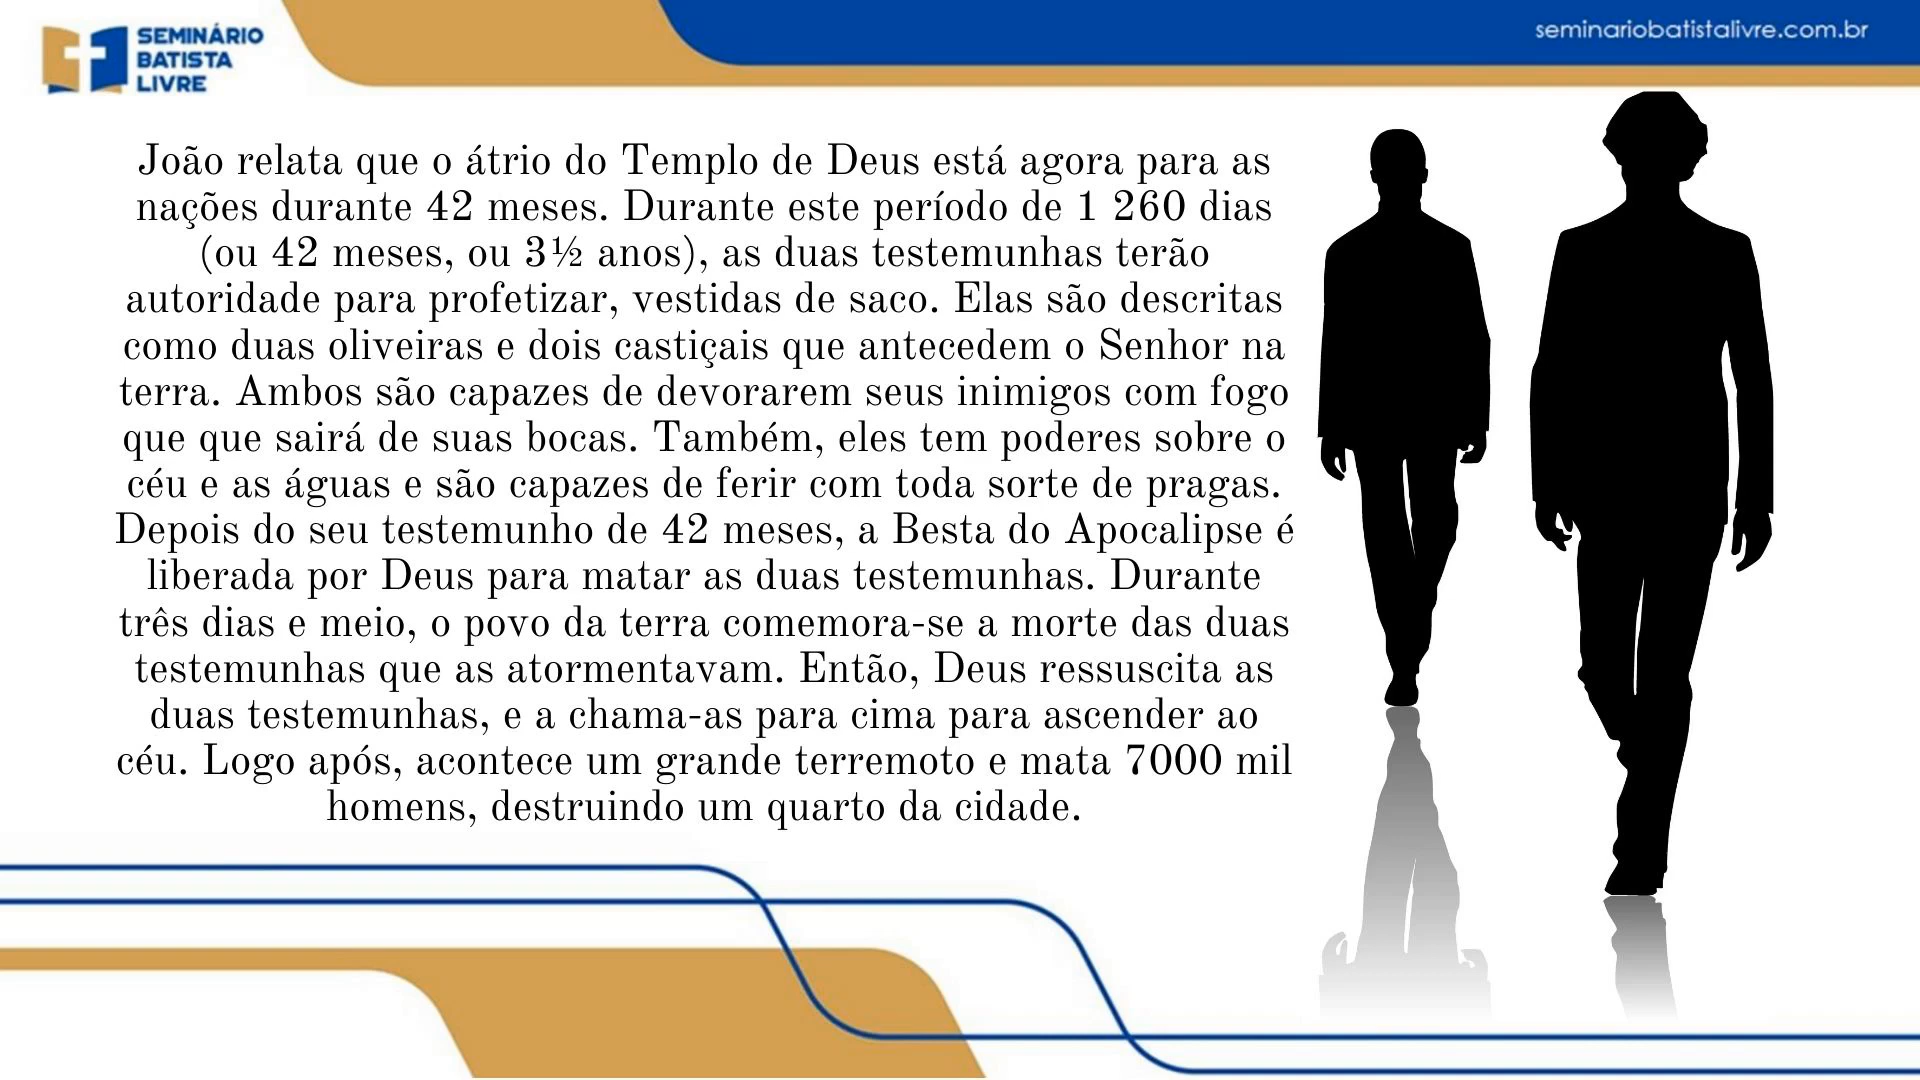 SEMINÁRIO
BATISTA
LIVRE
seminariobatistalivre.com.br
João relata que o átrio do Templo de Deus está agora para as
nações durante 42 meses. Durante este período de 1 260 dias
(ou 42 meses, ou 3½ anos), as duas testemunhas terão
autoridade para profetizar, vestidas de saco. Elas são descritas
como duas oliveiras e dois castiçais que antecedem o Senhor na
terra. Ambos são capazes de devorarem seus inimigos com fogo
que que sairá de suas bocas. Também, eles tem poderes sobre o
céu e as águas e são capazes de ferir com toda sorte de pragas.
Depois do seu testemunho de 42 meses, a Besta do Apocalipse é
liberada por Deus para matar as duas testemunhas. Durante
três dias e meio, o povo da terra comemora-se a morte das duas
testemunhas que as atormentavam. Então, Deus ressuscita as
duas testemunhas, e a chama-as para cima para ascender ao
céu. Logo após, acontece um grande terremoto e mata 7000 mil
homens, destruindo um quarto da cidade.